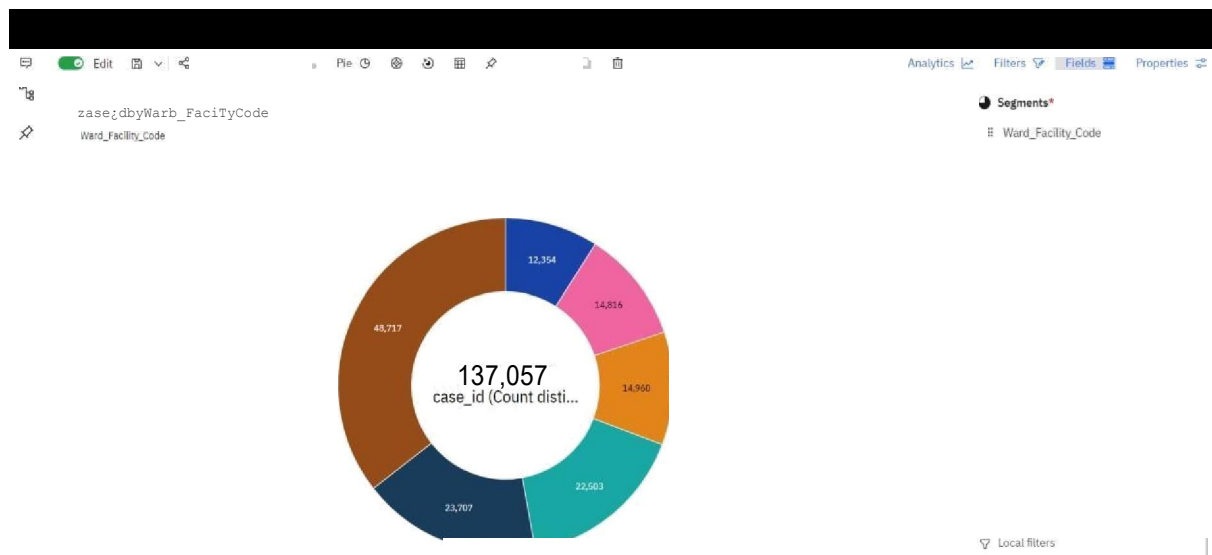 Edit
Pie
Analytics Filters Fields Properties
zase;dbyWarb_FaciTyCode
Ward_Facility_Code
Segments*
Ward_Facility_Code
12,354
14,816
48,717
137,057
case_id (Count disti...
14,960
22,503
23,707
Local filters